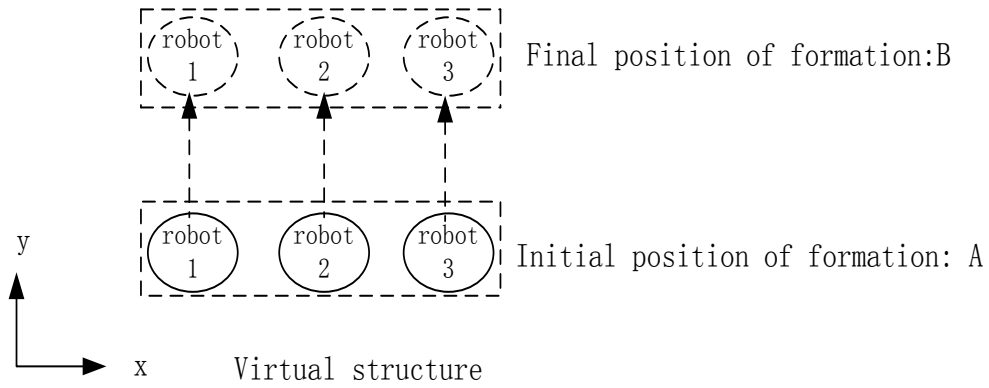 robot robot robot
1 2 3
Final position of formation:B
robot robot robot
1 2 3
Initial position of formation: A
y
x
Virtual structure